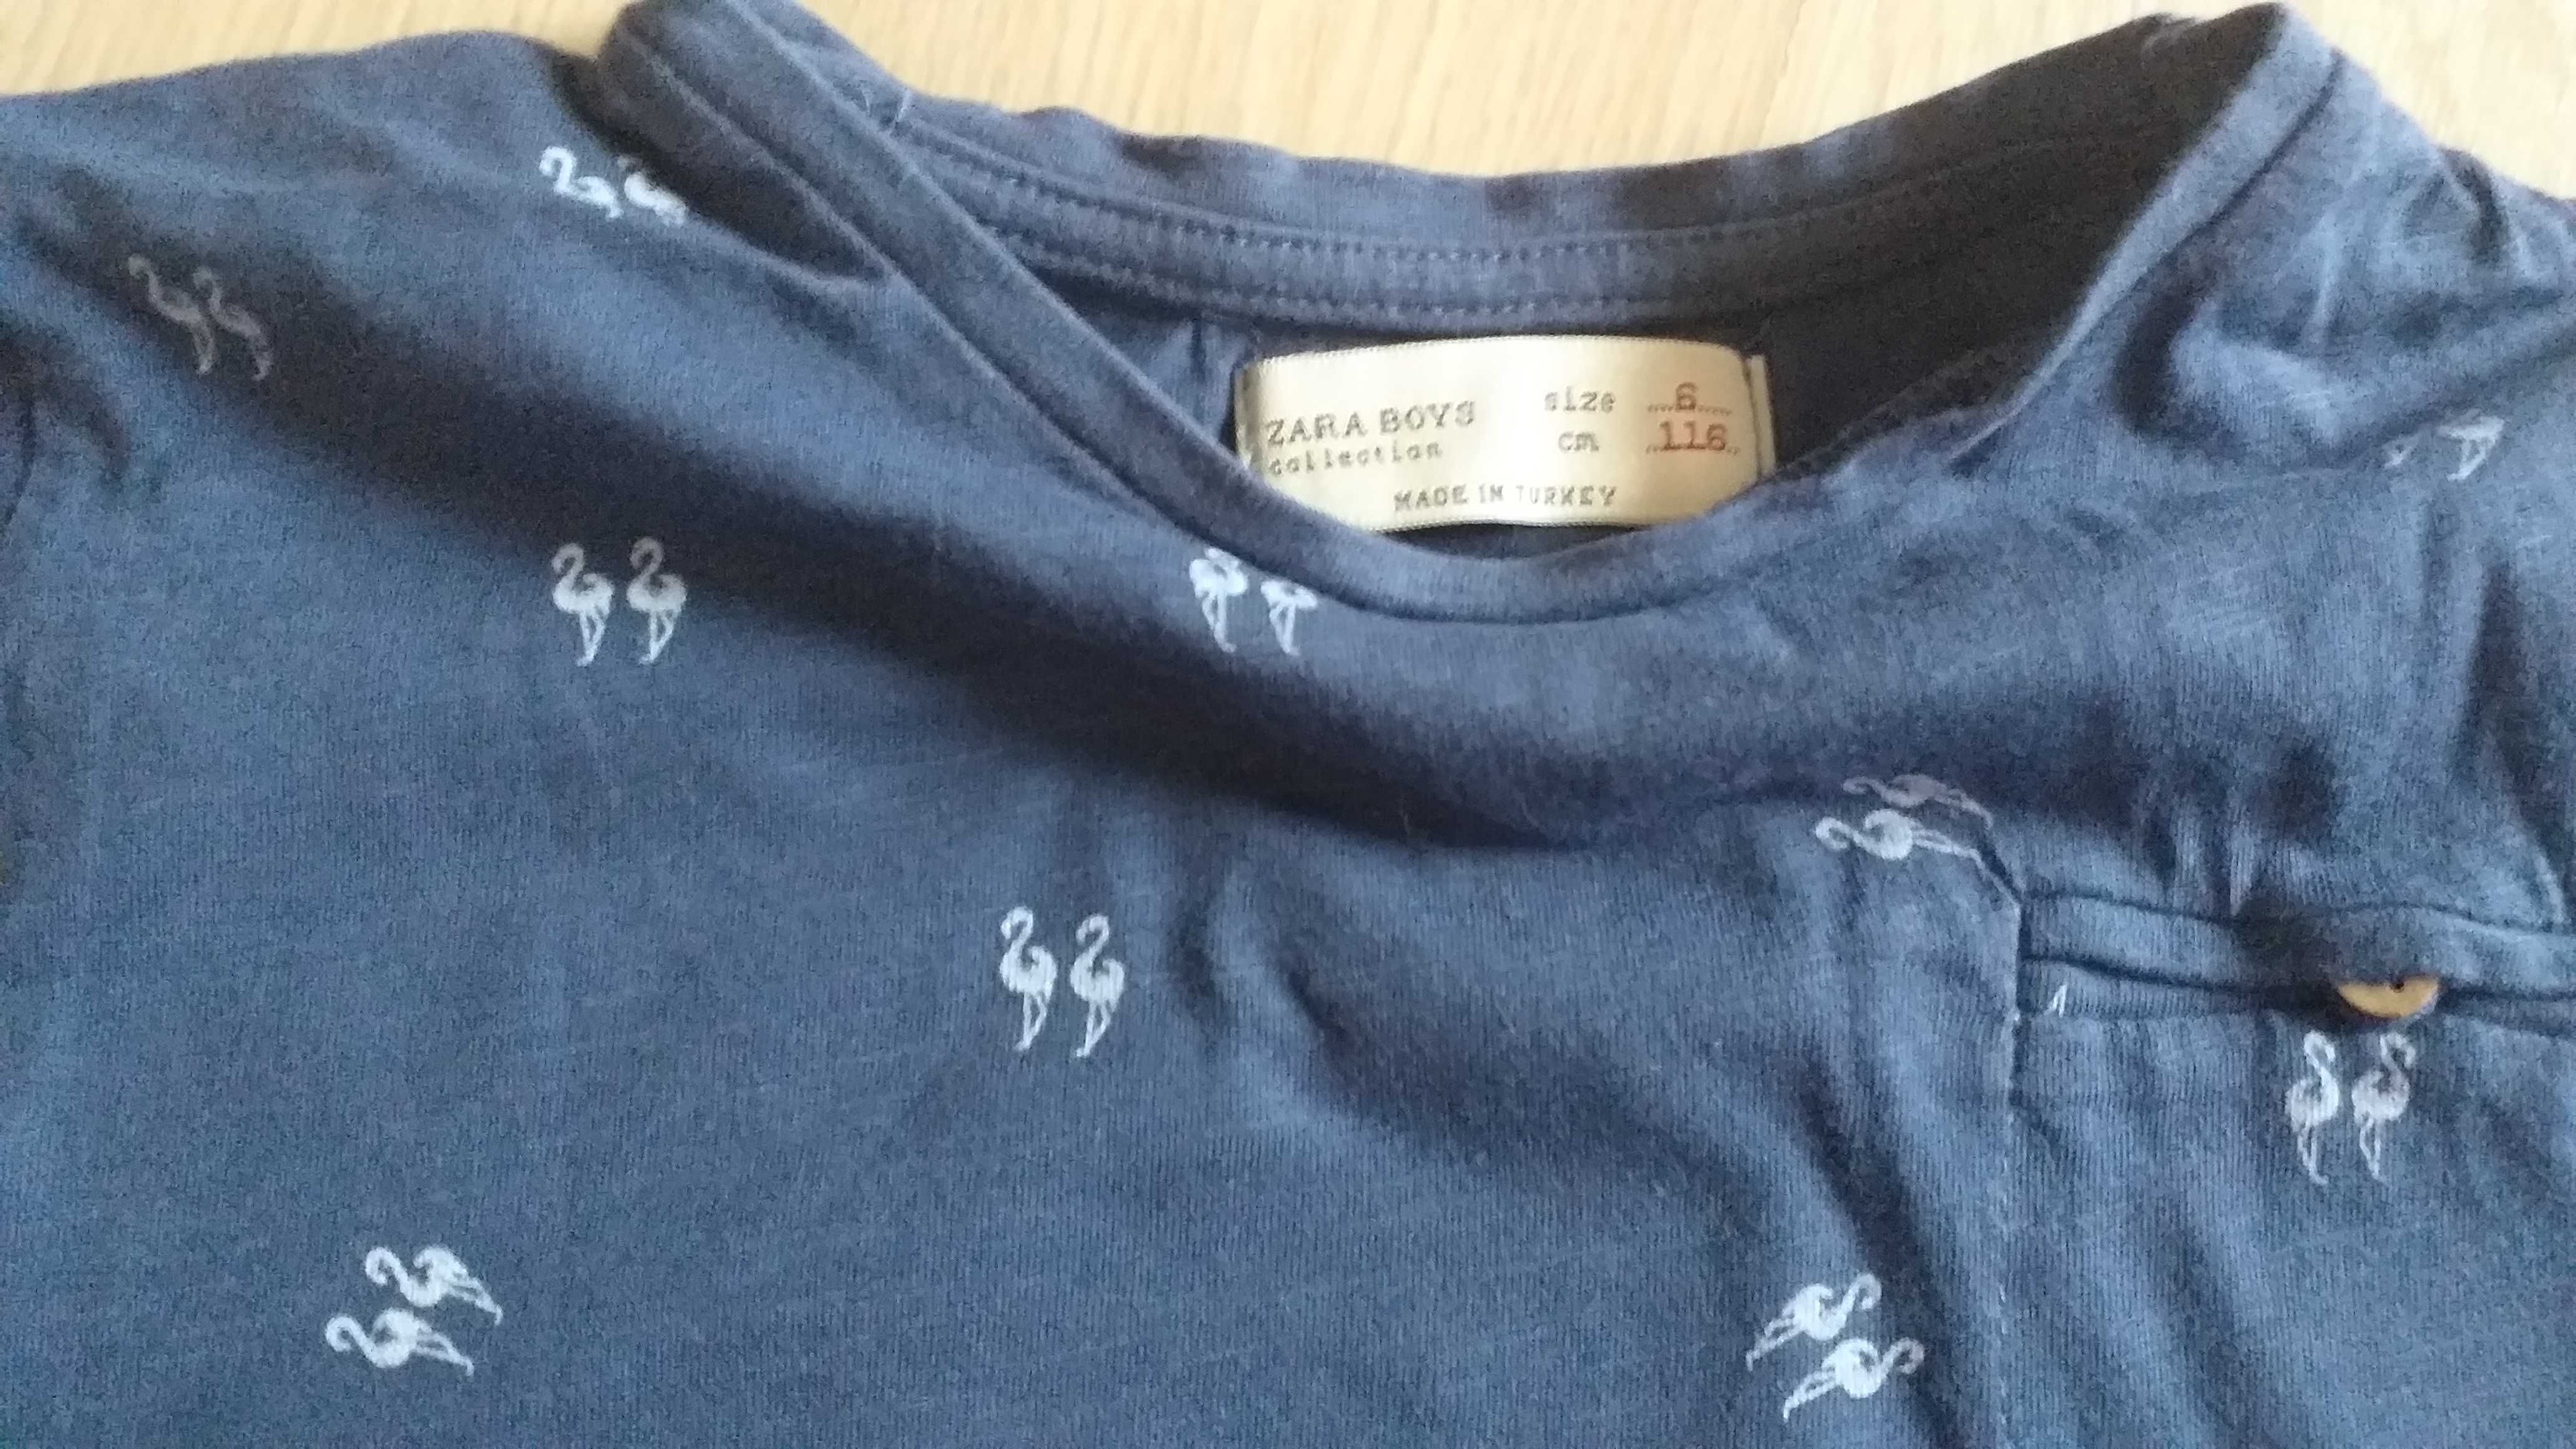 ZARA BOYS
collection
size 6
cm 116
MADE IN TURKEY